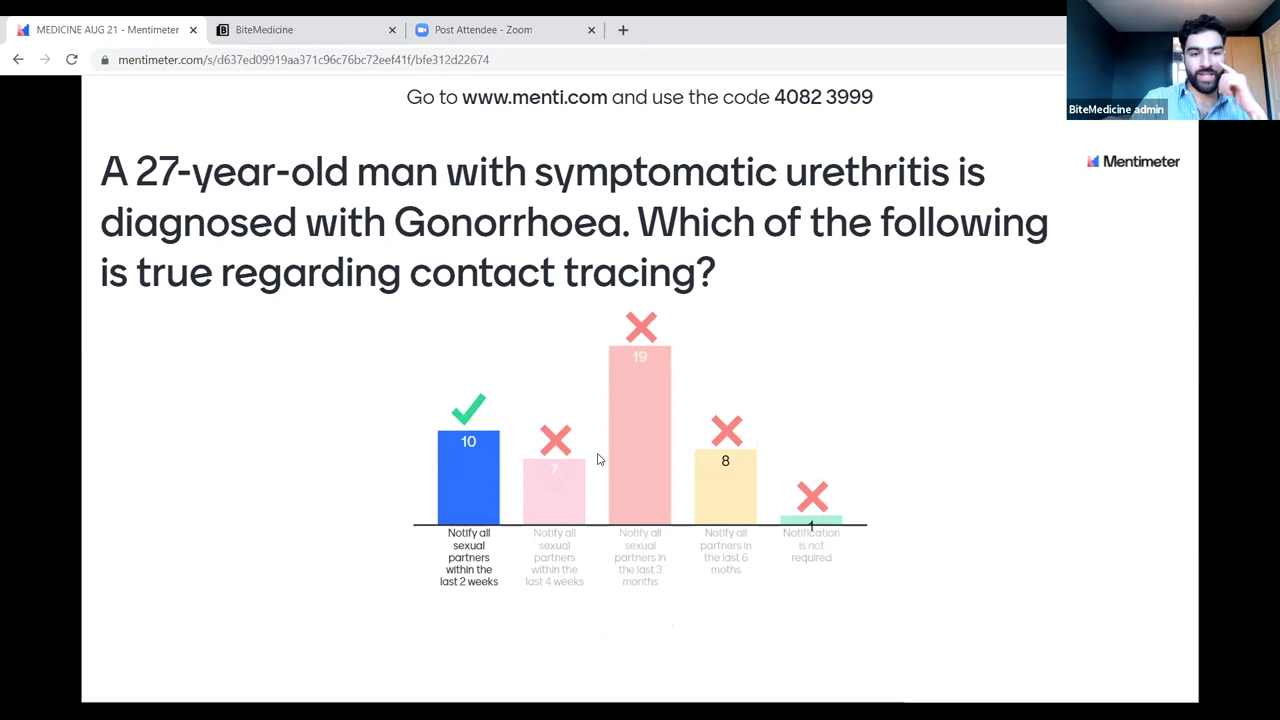 MEDICINE AUG 21 - Mentimeter
BiteMedicine
Post Attendee - Zoom
mentimeter.com/s/d637ed09919aa371c96c76bc72eef41f/bfe312d22674
BiteMedicine admin
Go to www.menti.com and use the code 4082 3999
Mentimeter
A 27-year-old man with symptomatic urethritis is
diagnosed with Gonorrhoea. Which of the following
is true regarding contact tracing?
10
7
19
8
1
Notify all
sexual
partners
within the
last 2 weeks
Notify all
sexual
partners
within the
last 4 weeks
Notify all
sexual
partners in
the last 3
months
Notify all
partners in
the last 6
moths
Notification
is not
required